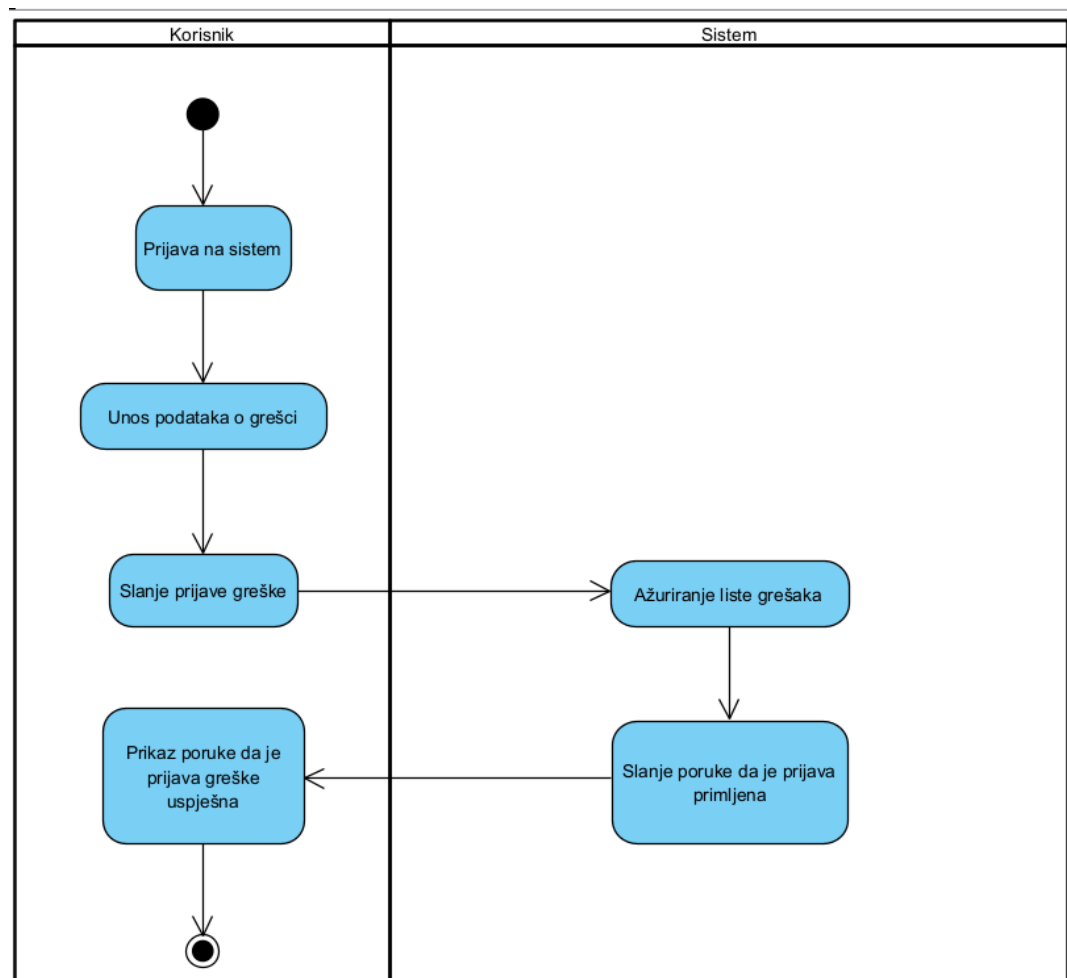 Korisnik
Sistem
Prijava na sistem
Unos podataka o grešci
Slanje prijave greške
Ažuriranje liste grešaka
Prikaz poruke da je
prijava greške
uspješna
Slanje poruke da je prijava
primljena